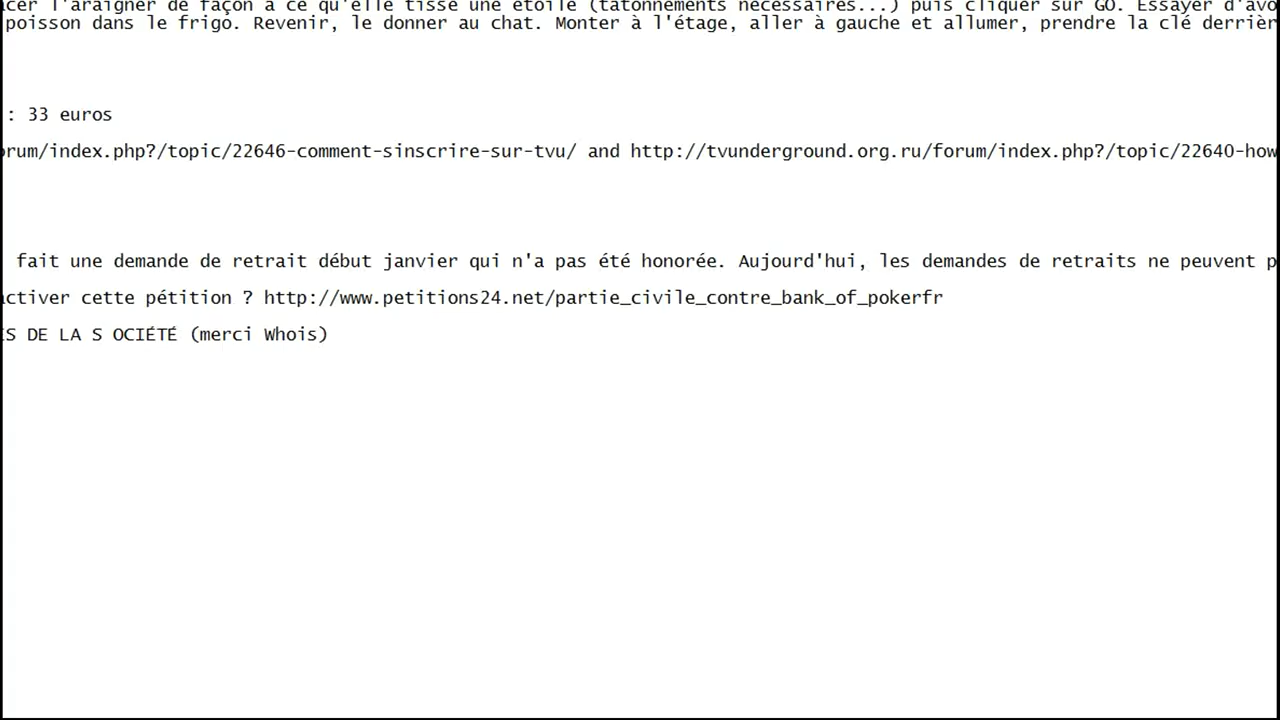 cer l'araigner de façon à ce qu'elle tisse une étoile (tatônnements nécessaires...) puis cliquer sur GO. Essayer d'avo
poisson dans le frigo. Revenir, le donner au chat. Monter à l'étage, aller à gauche et allumer, prendre la clé derrièr
: 33 euros
orum/index.php?/topic/22646-comment-sinscrire-sur-tvu/ and http://tvunderground.org.ru/forum/index.php?/topic/22640-how
fait une demande de retrait début janvier qui n'a pas été honorée. Aujourd'hui, les demandes de retraits ne peuvent p
activer cette pétition ? http://www.petitions24.net/partie_civile_contre_bank_of_pokerfr
ES DE LA S OCIÉTÉ (merci Whois)